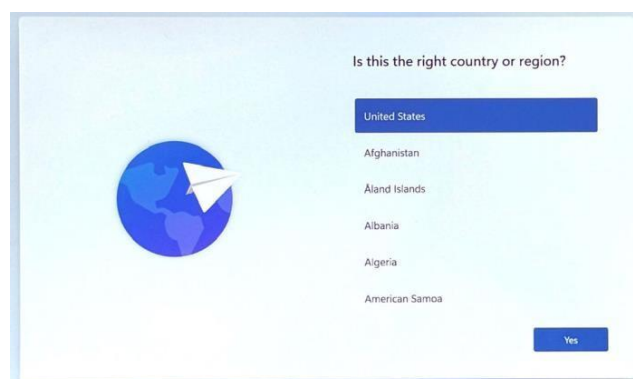 Is this the right country or region?
United States
Afghanistan
Åland Islands
Albania
Algeria
American Samoa
Yes